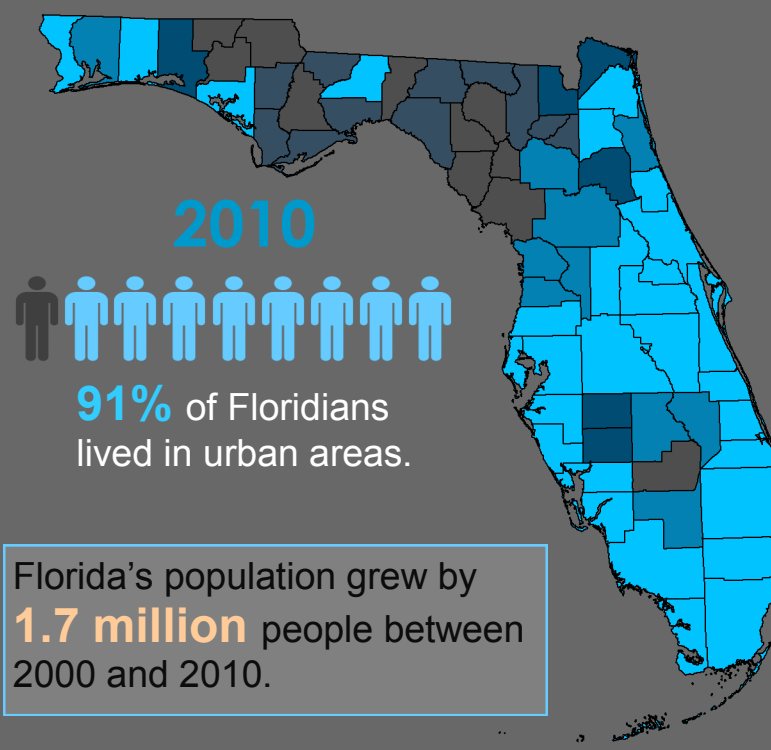 2010
91% of Floridians
lived in urban areas.
Florida’s population grew by
1.7 million people between
2000 and 2010.